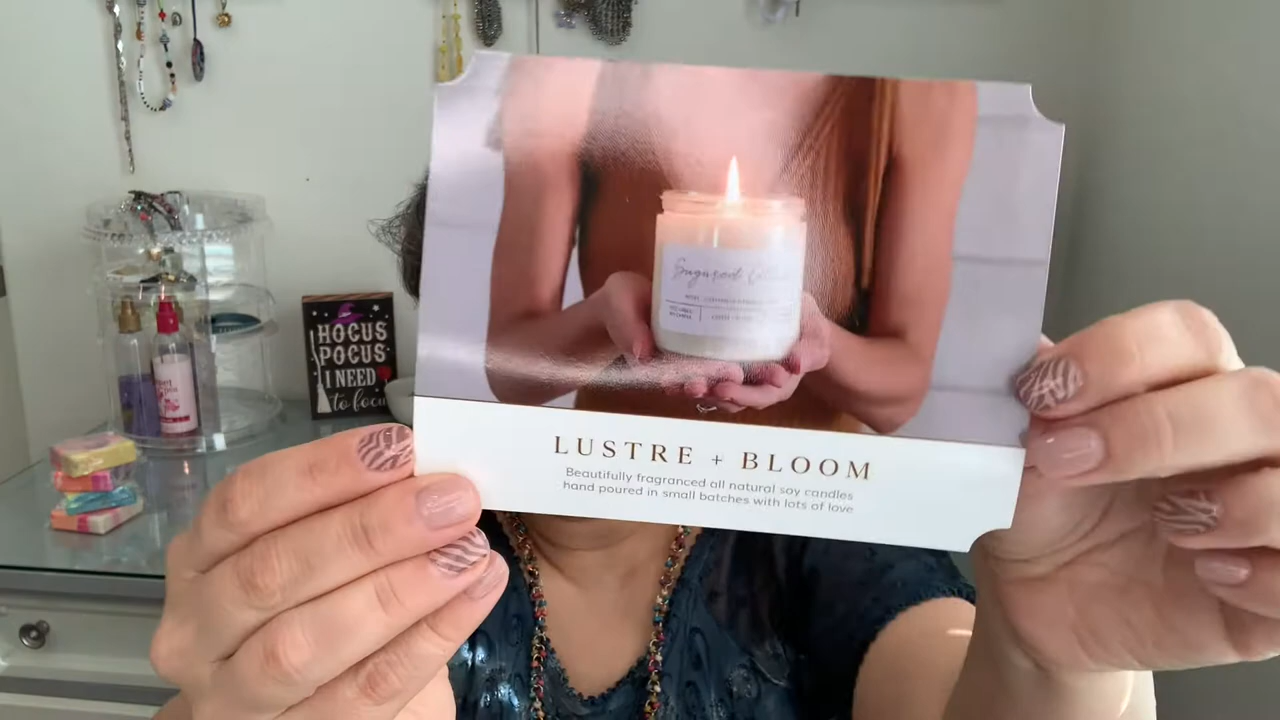 HOCUS
POCUS
I NEED
to focus
Sugared
LUSTRE + BLOOM
Beautifully fragranced all natural soy candles
hand poured in small batches with lots of love